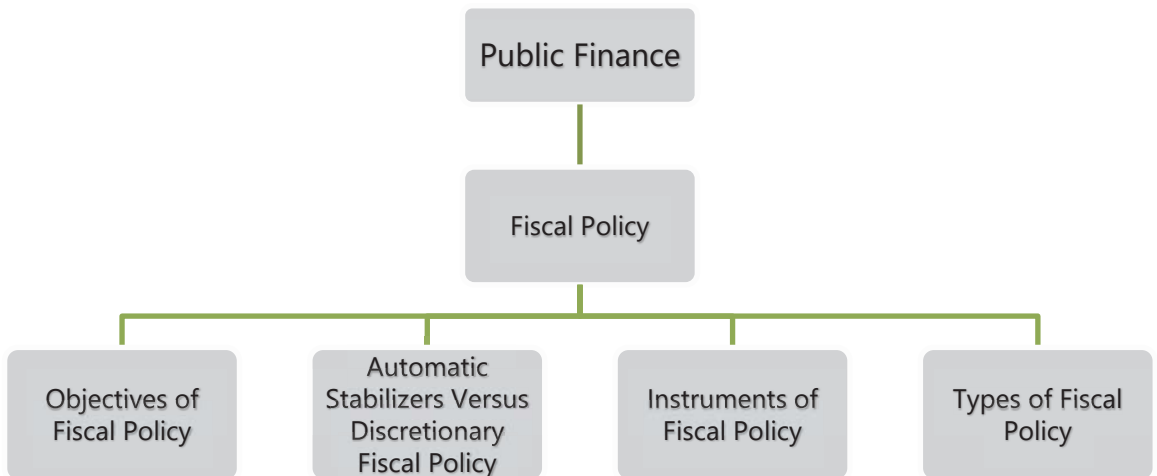 Public Finance
Fiscal Policy
Objectives of
Fiscal Policy
Automatic
Stabilizers Versus
Discretionary
Fiscal Policy
Instruments of
Fiscal Policy
Types of Fiscal
Policy